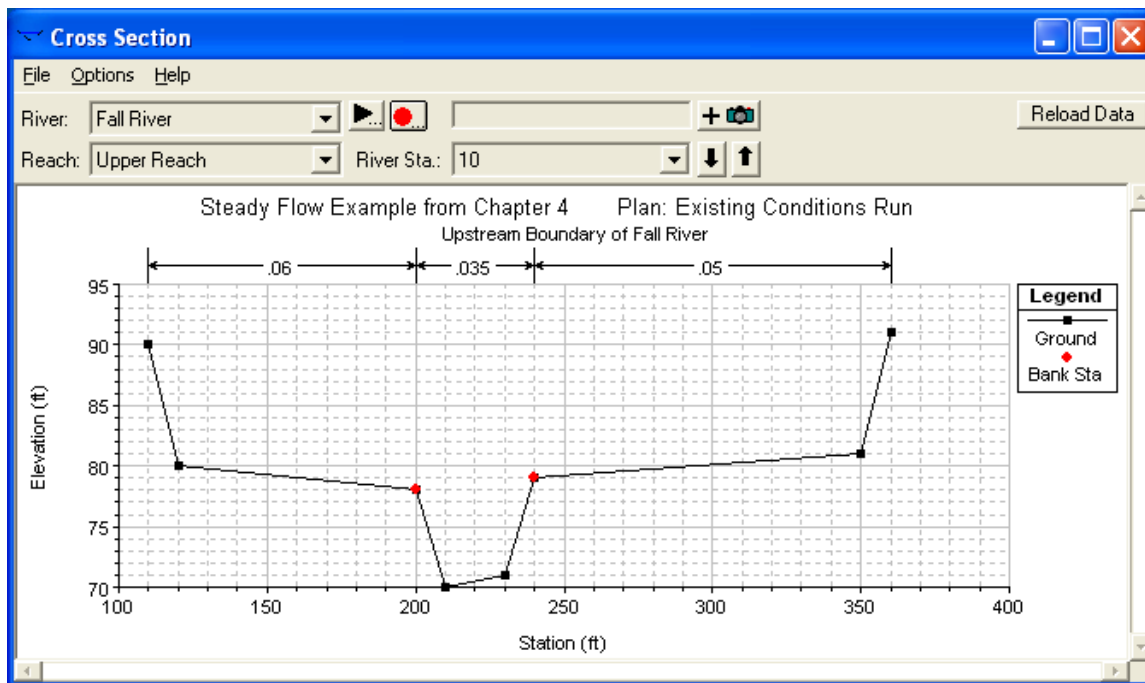 Cross Section
File Options Help
River: Fall River
Reload Data
Reach: Upper Reach River Sta.: 10
Steady Flow Example from Chapter 4 Plan: Existing Conditions Run
Upstream Boundary of Fall River
.06 .035 .05
95
90
85
80
75
70
Elevation (ft)
100 150 200 250 300 350 400
Station (ft)
Legend
Ground
Bank Sta